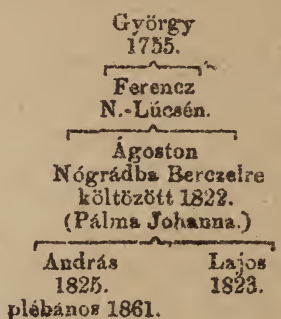 György
1755.
Ferencz
N.-Lúcsén.
Ágoston
Nógrádba Berczelre
költözött 1822.
(Pálma Johanna.)
András Lajos
1825. 1823.
plébános 1861.